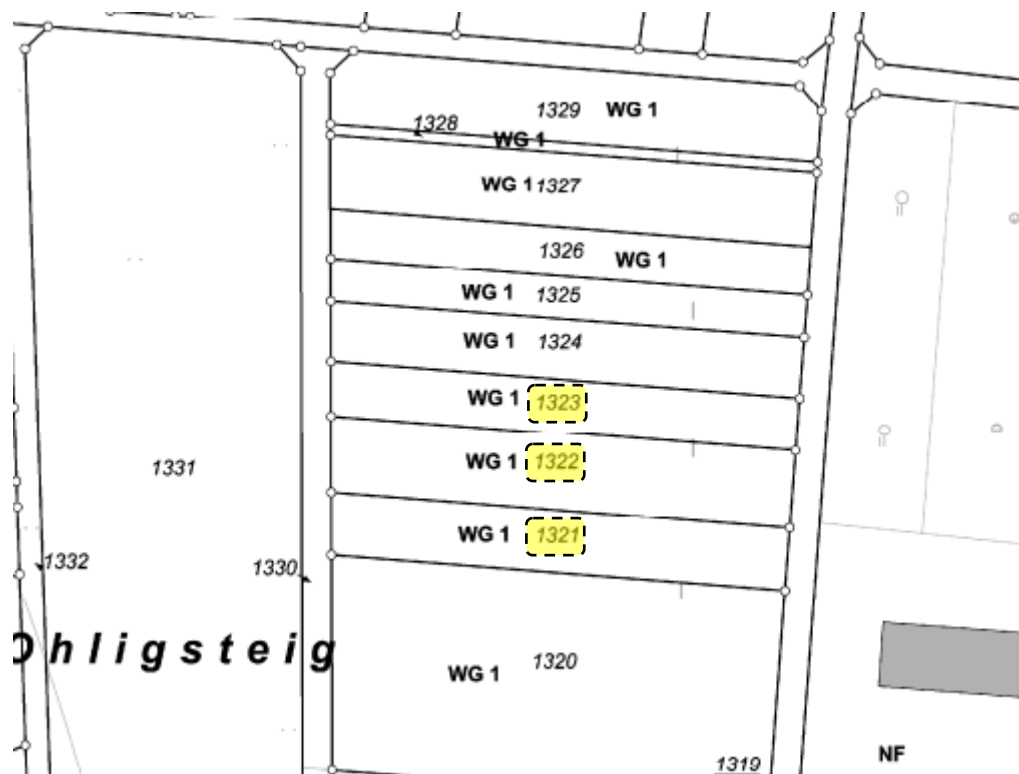 1329 WG 1
1328
WG 1
WG 1 1327
1326 WG 1
WG 1 1325
WG 1 1324
WG 1 1323
WG 1 1322
1331
WG 1 1321
1332
1330
Ohligsteig
WG 1 1320
NF
1319